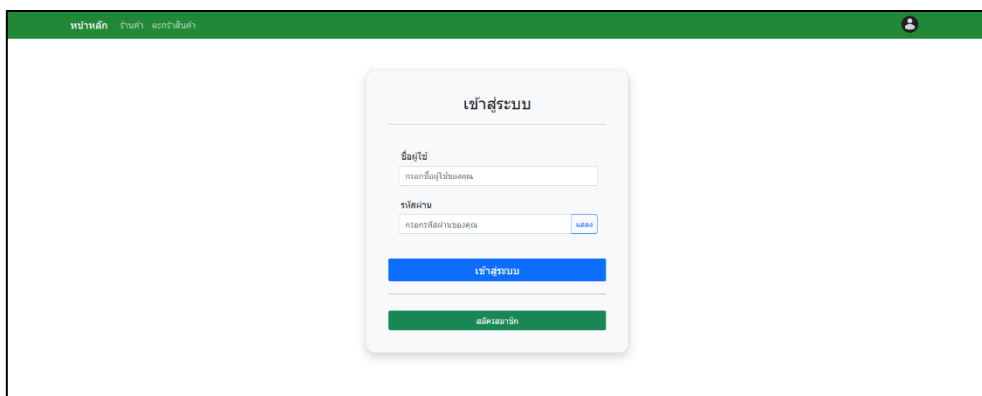 หน้าหลัก ร้านค้า ตะกร้าสินค้า
เข้าสู่ระบบ
ชื่อผู้ใช้
กรอกชื่อผู้ใช้ของคุณ
รหัสผ่าน
กรอกรหัสผ่านของคุณ แสดง
เข้าสู่ระบบ
สมัครสมาชิก